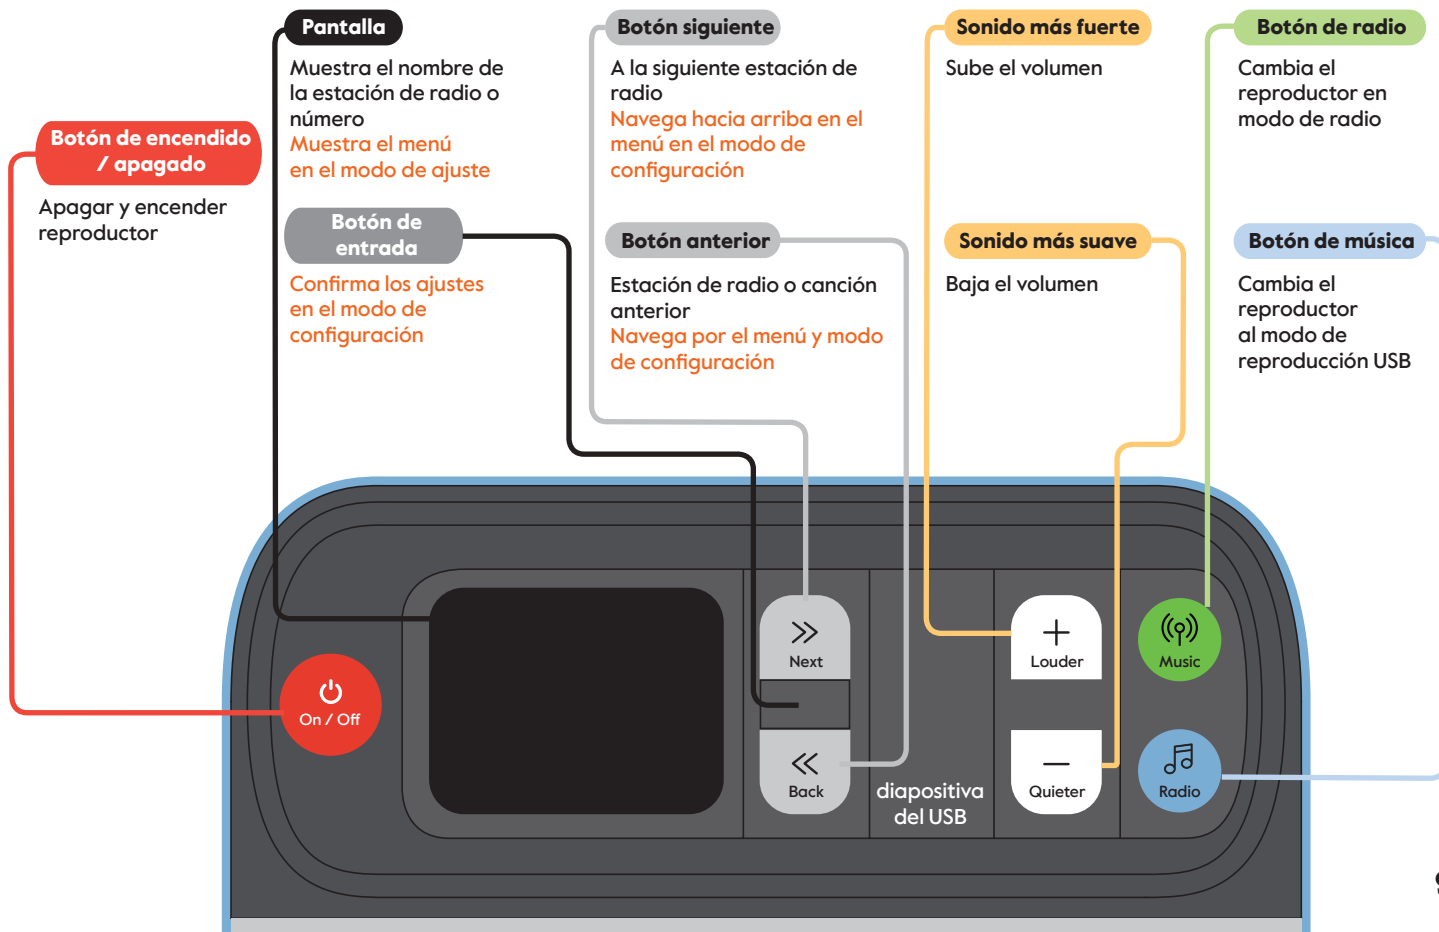 Botón de encendido
/ apagado
Apagar y encender
reproductor
Pantalla
Muestra el nombre de
la estación de radio o
número
Muestra el menú
en el modo de ajuste
Botón de
entrada
Confirma los ajustes
en el modo de
configuración
Botón siguiente
A la siguiente estación de
radio
Navega hacia arriba en el
menú en el modo de
configuración
Botón anterior
Estación de radio o canción
anterior
Navega por el menú y modo
de configuración
Sonido más fuerte
Sube el volumen
Sonido más suave
Baja el volumen
Botón de radio
Cambia el
reproductor en
modo de radio
Botón de música
Cambia el
reproductor
al modo de
reproducción USB
On / Off
Next
Back
diapositiva
del USB
Louder
Quieter
Music
Radio